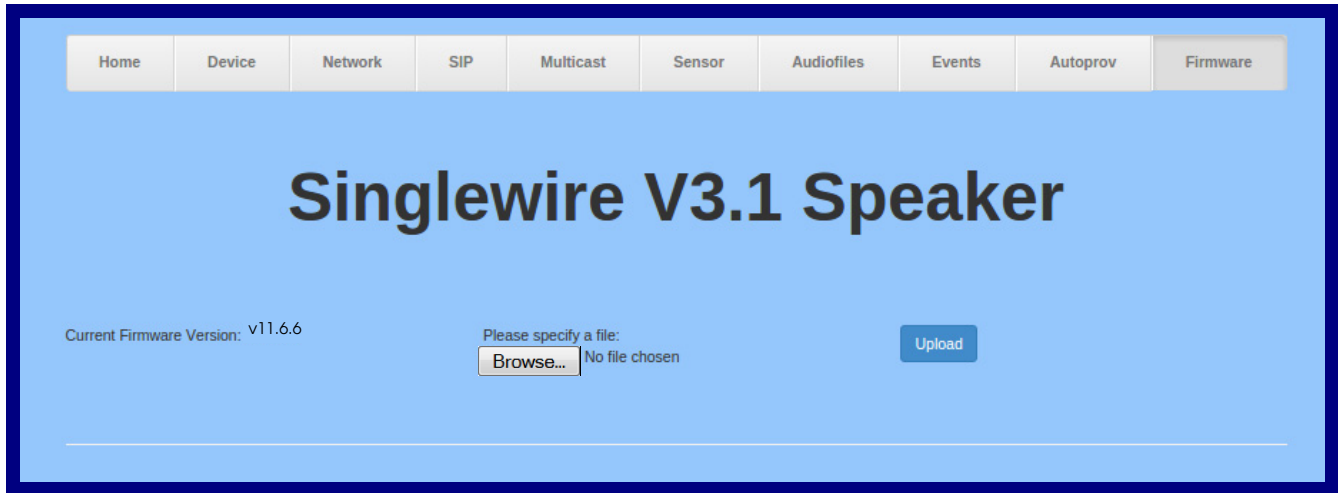 Home Device Network SIP Multicast Sensor Audiofiles Events Autoprov Firmware
Singlewire V3.1 Speaker
Current Firmware Version: v11.6.6
Please specify a file:
Browse... No file chosen
Upload